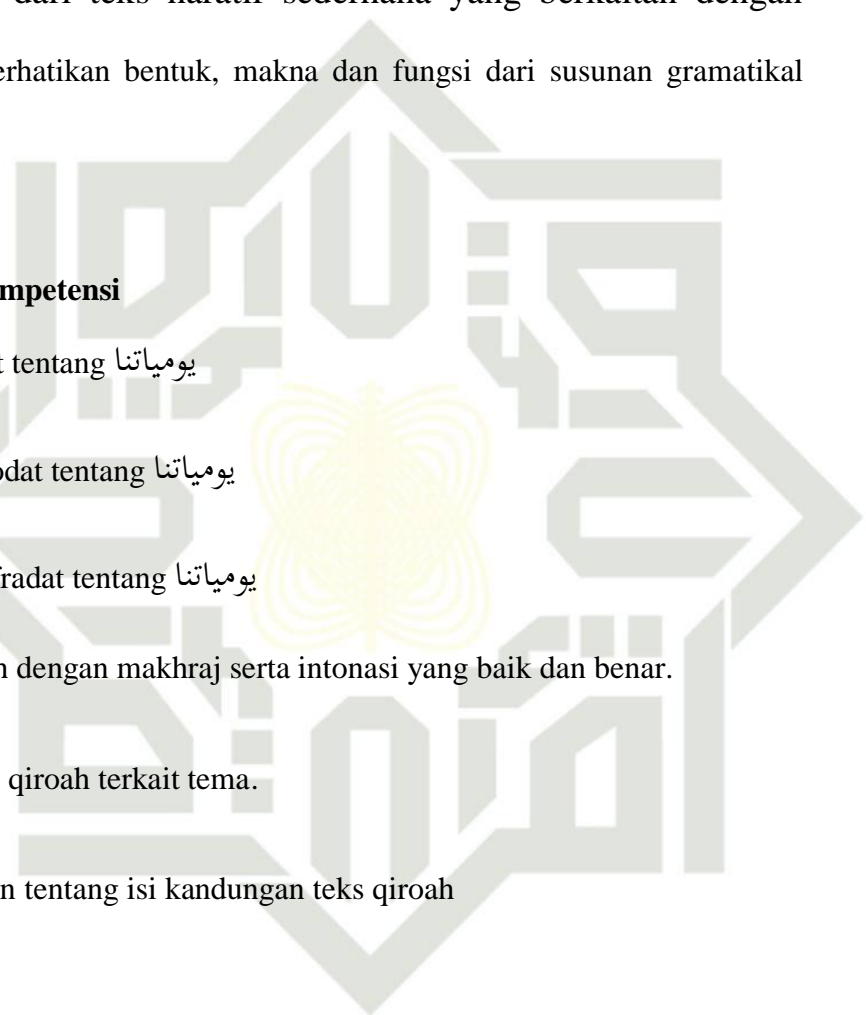 dari teks naratif sederhana yang berkaitan dengan
erhatikan bentuk, makna dan fungsi dari susunan gramatikal
mpetensi
t tentang يومياتنا
odat tentang يومياتنا
fradat tentang يومياتنا
n dengan makhraj serta intonasi yang baik dan benar.
qiroah terkait tema.
n tentang isi kandungan teks qiroah